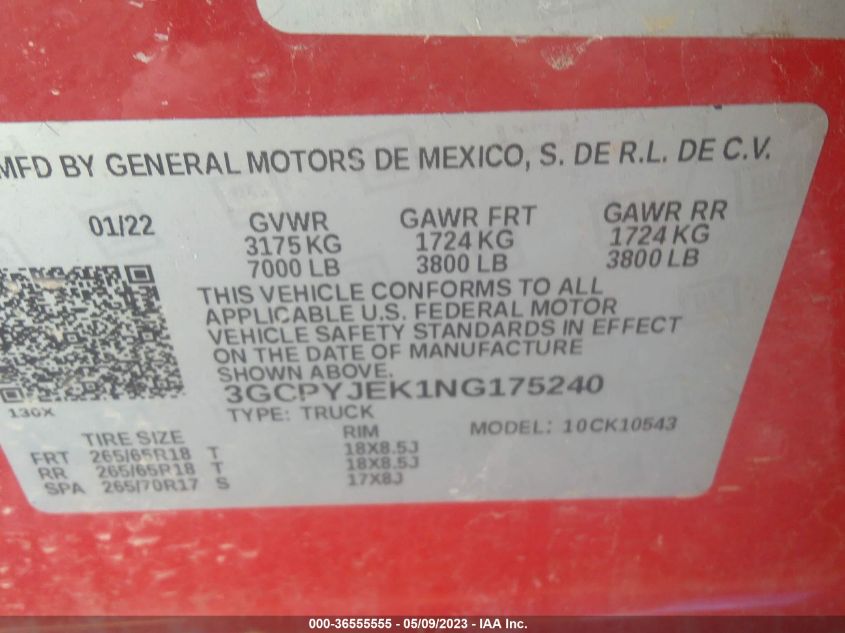 MFD BY GENERAL MOTORS DE MEXICO, S. DE R.L. DE C.V.
01/22 GVWR GAWR FRT GAWR RR
3175 KG 1724 KG 1724 KG
7000 LB 3800 LB 3800 LB
THIS VEHICLE CONFORMS TO ALL
APPLICABLE U.S. FEDERAL MOTOR
VEHICLE SAFETY STANDARDS IN EFFECT
ON THE DATE OF MANUFACTURE
SHOWN ABOVE.
3GCPYJEK1NG175240
13GX TYPE: TRUCK MODEL: 10CK10543
TIRE SIZE RIM
FRT 265/65R18 T 18X8.5J
RR 265/65R18 T 18X8.5J
SPA 265/70R17 S 17X8J
000-36555555 - 05/09/2023 - IAA Inc.